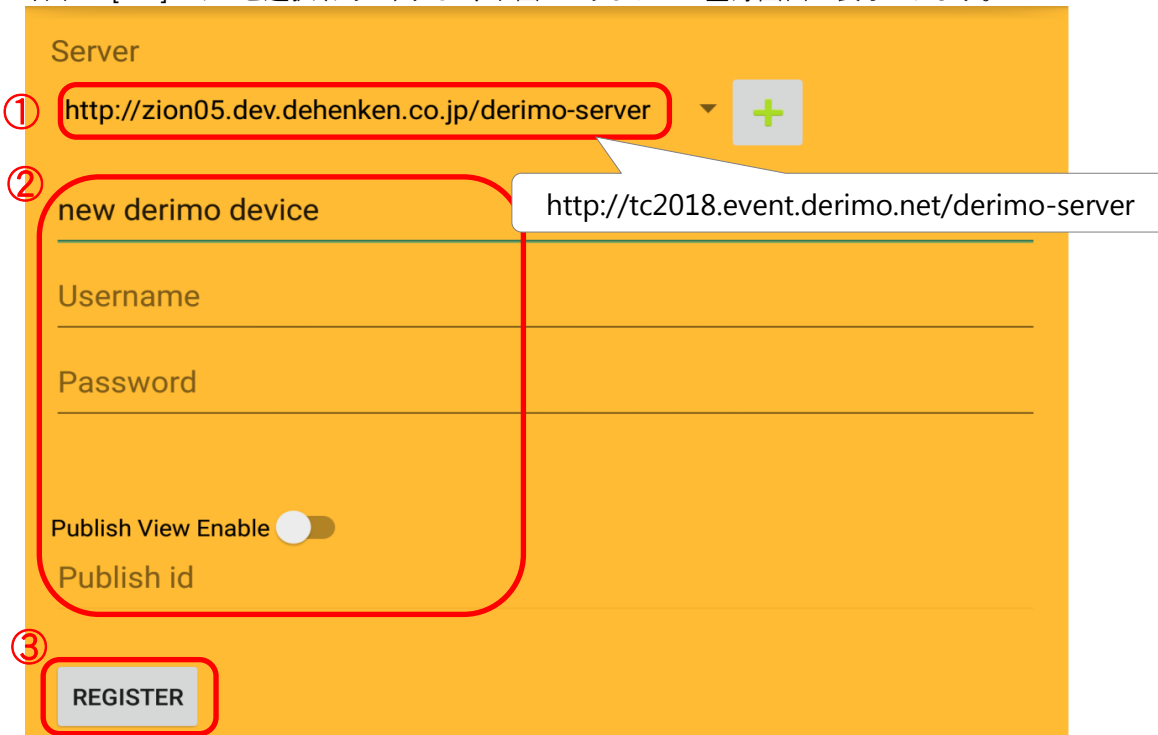 Server
① http://zion05.dev.dehenken.co.jp/derimo-server
+
http://tc2018.event.derimo.net/derimo-server
②
new derimo device
Username
Password
Publish View Enable
Publish id
③
REGISTER